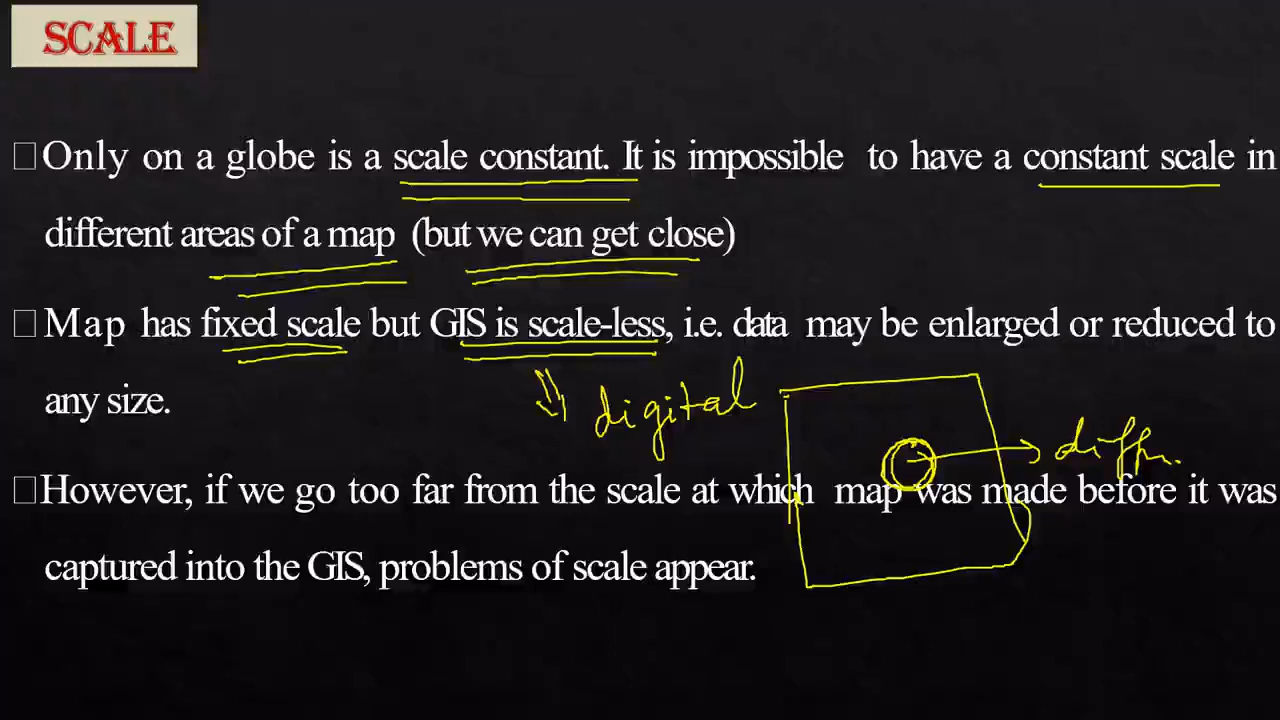 SCALE
Only on a globe is a scale constant. It is impossible to have a constant scale in
different areas of a map (but we can get close)
Map has fixed scale but GIS is scale-less, i.e. data may be enlarged or reduced to
any size.
digital
However, if we go too far from the scale at which map was made before it was
captured into the GIS, problems of scale appear.